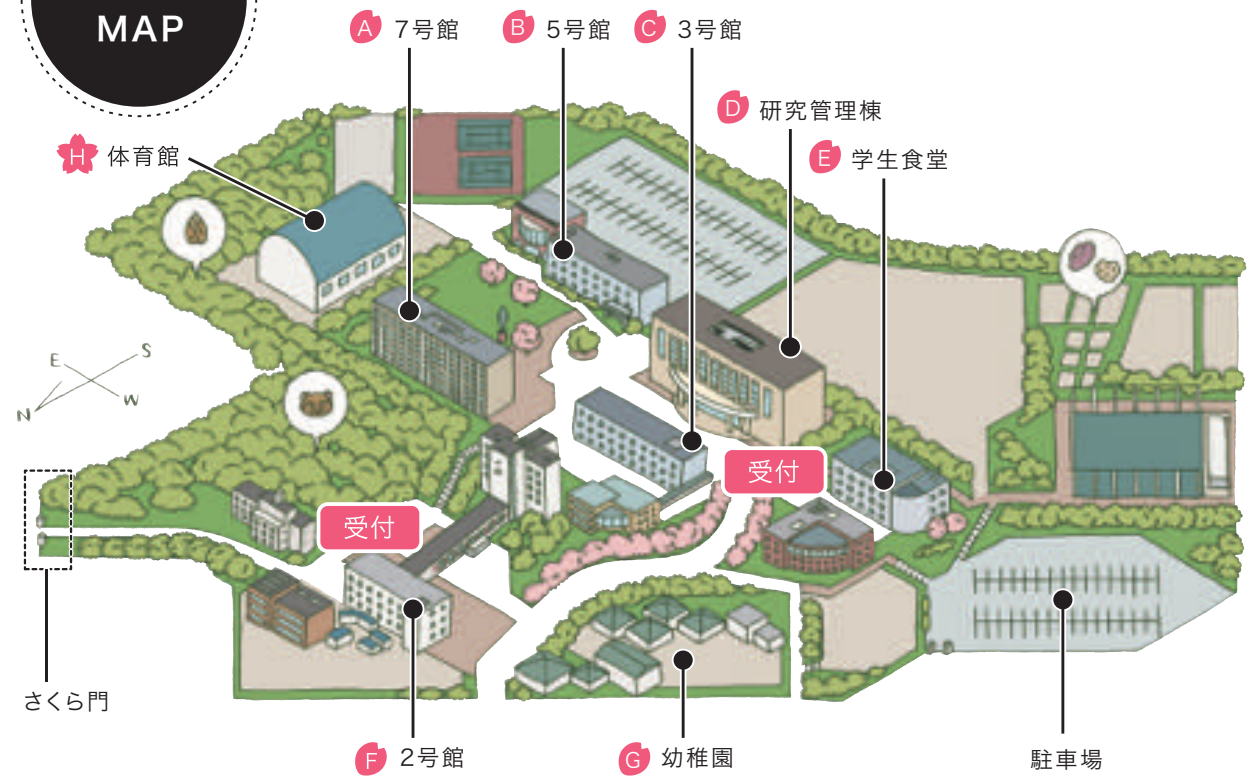 MAP
A 7号館
B 5号館
C 3号館
D 研究管理棟
E 学生食堂
H 体育館
E
S
N
W
受付
受付
さくら門
F 2号館
G 幼稚園
駐車場